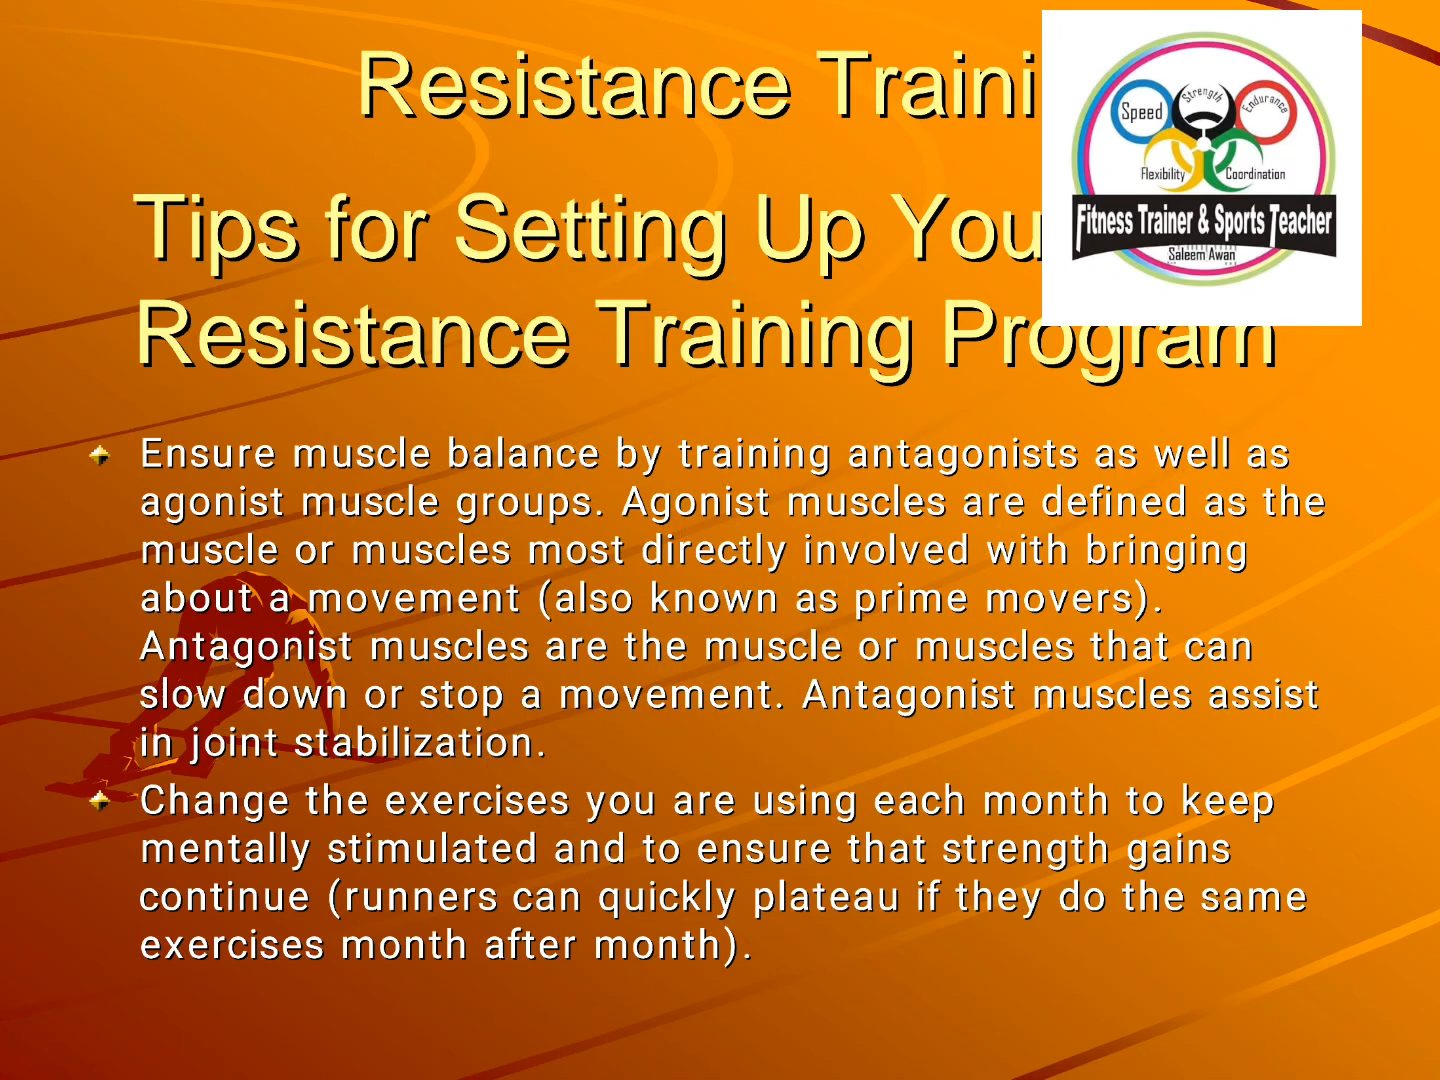 Resistance Traini
Tips for Setting Up You
Resistance Training Program
Speed
Strength
Endurance
Flexibility
Coordination
Fitness Trainer & Sports Teacher
Saleem Awan
Ensure muscle balance by training antagonists as well as
agonist muscle groups. Agonist muscles are defined as the
muscle or muscles most directly involved with bringing
about a movement (also known as prime movers).
Antagonist muscles are the muscle or muscles that can
slow down or stop a movement. Antagonist muscles assist
in joint stabilization.
Change the exercises you are using each month to keep
mentally stimulated and to ensure that strength gains
continue (runners can quickly plateau if they do the same
exercises month after month).